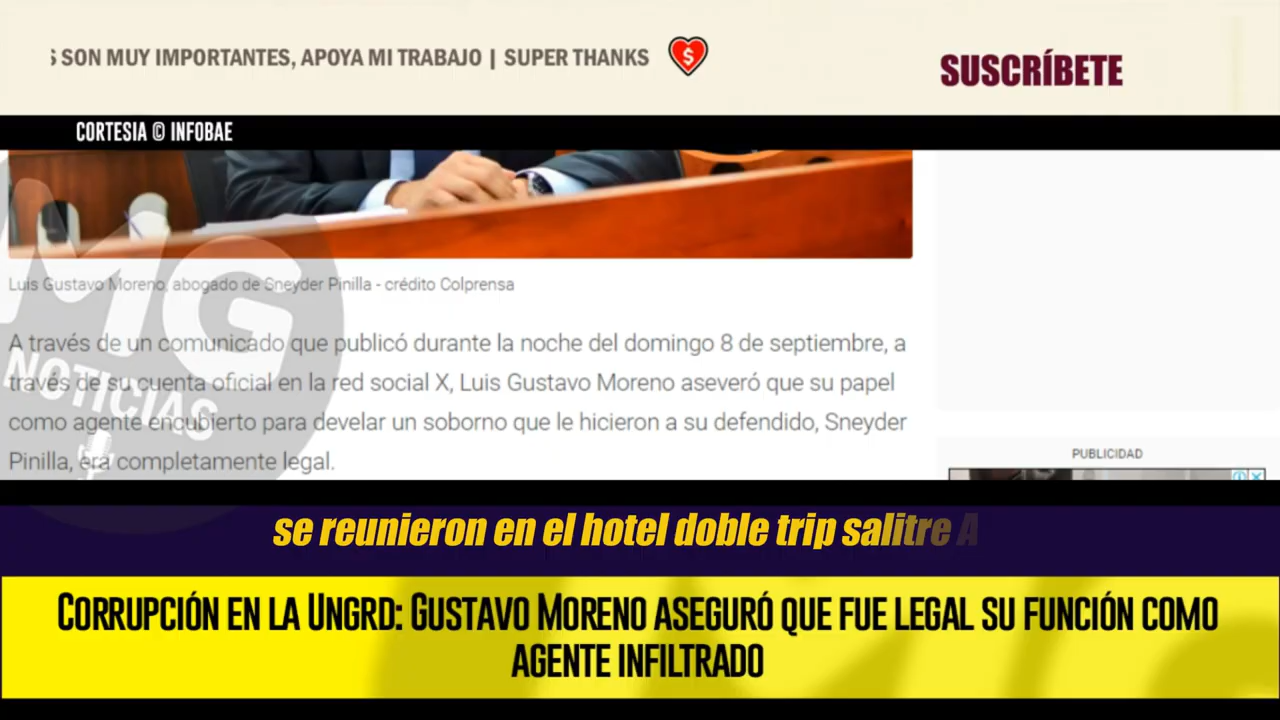 SON MUY IMPORTANTES, APOYA MI TRABAJO | SUPER THANKS
SUSCRÍBETE
CORTESIA © INFOBAE
Luis Gustavo Moreno, abogado de Sneyder Pinilla - crédito Colprensa
A través de un comunicado que publicó durante la noche del domingo 8 de septiembre, a
través de su cuenta oficial en la red social X, Luis Gustavo Moreno aseveró que su papel
como agente encubierto para develar un soborno que le hicieron a su defendido, Sneyder
Pinilla, era completamente legal.
MG
NOTICIAS
PUBLICIDAD
se reunieron en el hotel doble trip salitre A
CORRUPCIÓN EN LA UNGRD: GUSTAVO MORENO ASEGURÓ QUE FUE LEGAL SU FUNCIÓN COMO
AGENTE INFILTRADO